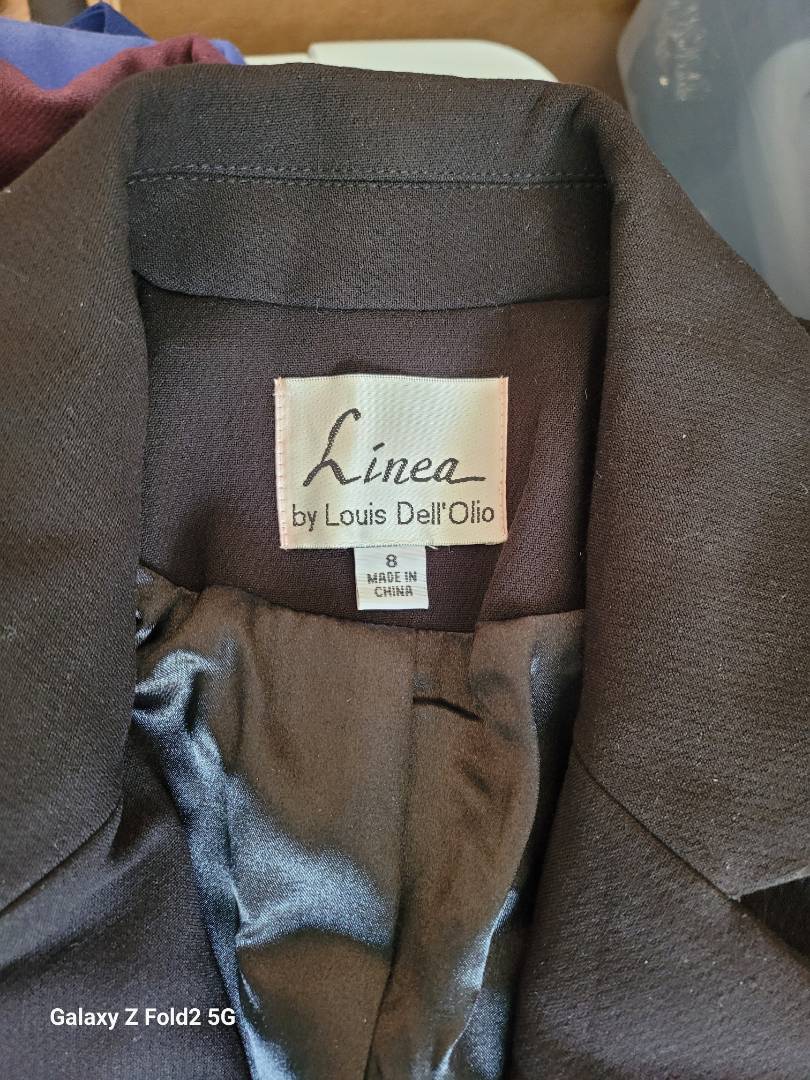 Linea
by Louis Dell'Olio
8
MADE IN
CHINA
Galaxy Z Fold2 5G